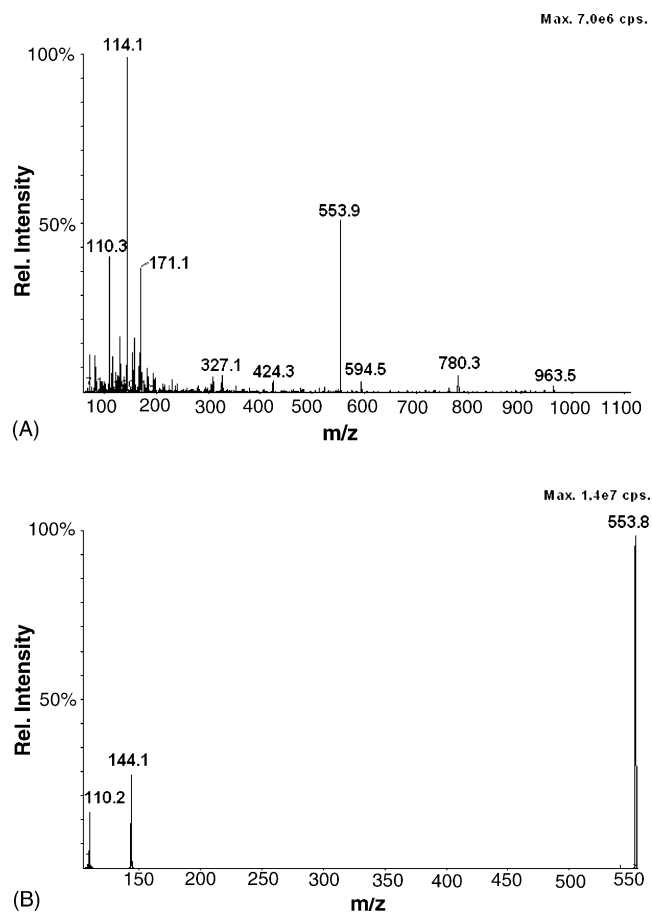 Max. 7.0e6 cps.
114.1
100%
Rel. Intensity
50%
110.3
171.1
553.9
327.1
424.3
594.5
780.3
963.5
100 200 300 400 500 600 700 800 900 1000 1100
(A)
m/z
Max. 1.4e7 cps.
553.8
100%
Rel. Intensity
50%
144.1
110.2
150 200 250 300 350 400 450 500 550
(B)
m/z